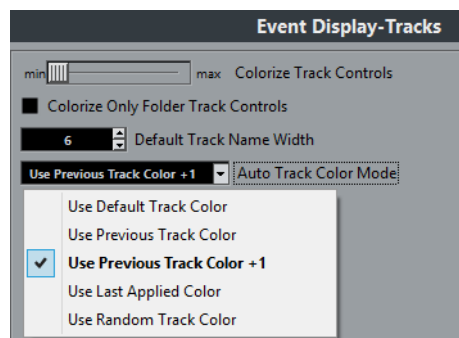 Event Display-Tracks
min max Colorize Track Controls
Colorize Only Folder Track Controls
6 Default Track Name Width
Use Previous Track Color +1 Auto Track Color Mode
Use Default Track Color
Use Previous Track Color
Use Previous Track Color +1
Use Last Applied Color
Use Random Track Color